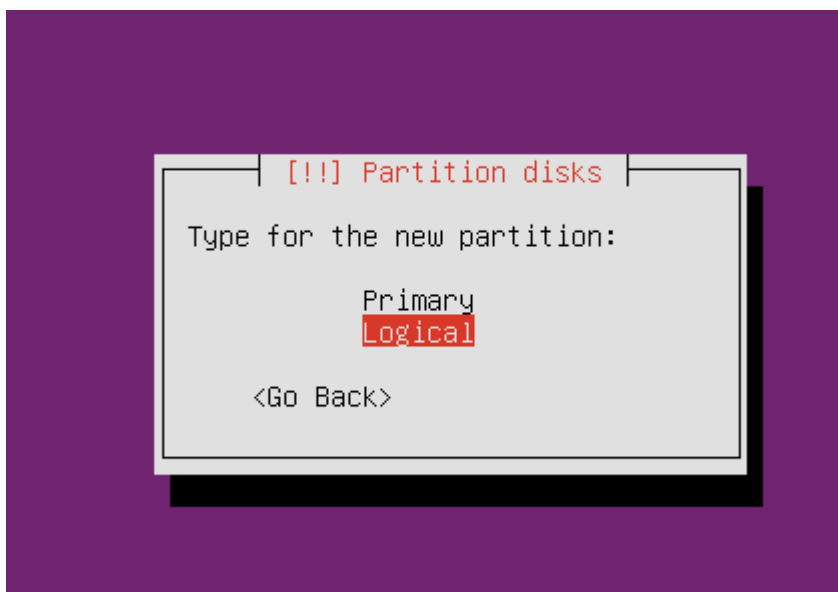 [!!] Partition disks
Type for the new partition:
Primary
Logical
<Go Back>